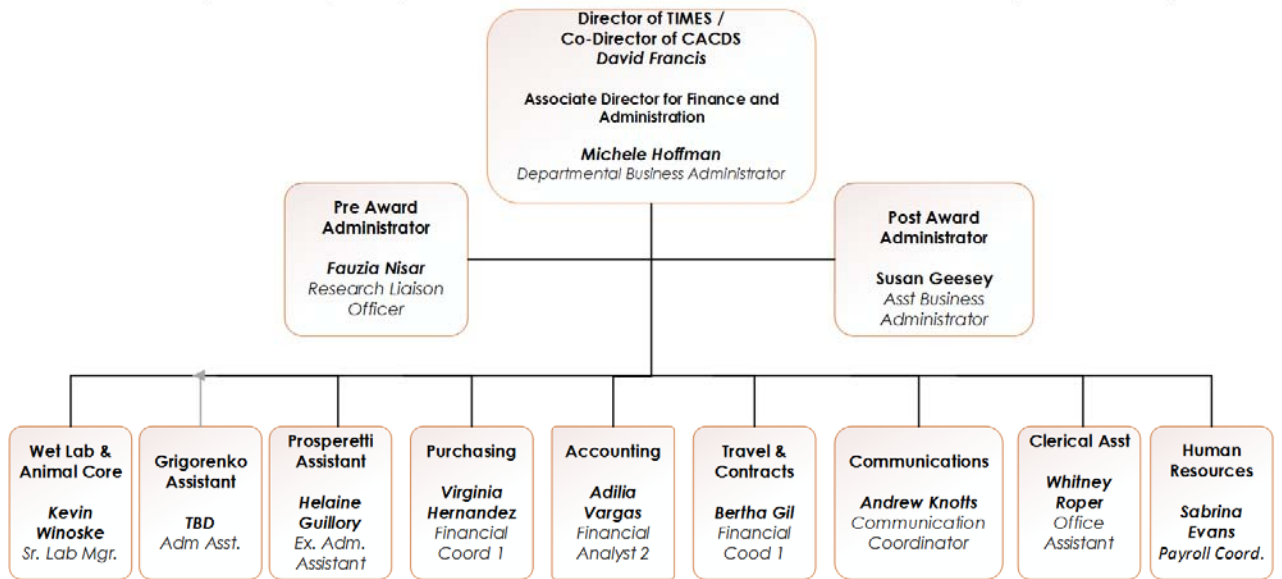 Director of TIMES /
Co-Director of CACDS
David Francis
Associate Director for Finance and
Administration
Michele Hoffman
Departmental Business Administrator
Pre Award
Administrator
Fauzia Nisar
Research Liaison
Officer
Post Award
Administrator
Susan Geesey
Asst Business
Administrator
Wet Lab &
Animal Core
Kevin
Winoske
Sr. Lab Mgr.
Grigorenko
Assistant
TBD
Adm Asst.
Prosperetti
Assistant
Helaine
Guillory
Ex. Adm.
Assistant
Purchasing
Virginia
Hernandez
Financial
Coord 1
Accounting
Adilia
Vargas
Financial
Analyst 2
Travel &
Contracts
Bertha Gil
Financial
Cood 1
Communications
Andrew Knotts
Communication
Coordinator
Clerical Asst
Whitney
Roper
Office
Assistant
Human
Resources
Sabrina
Evans
Payroll Coord.